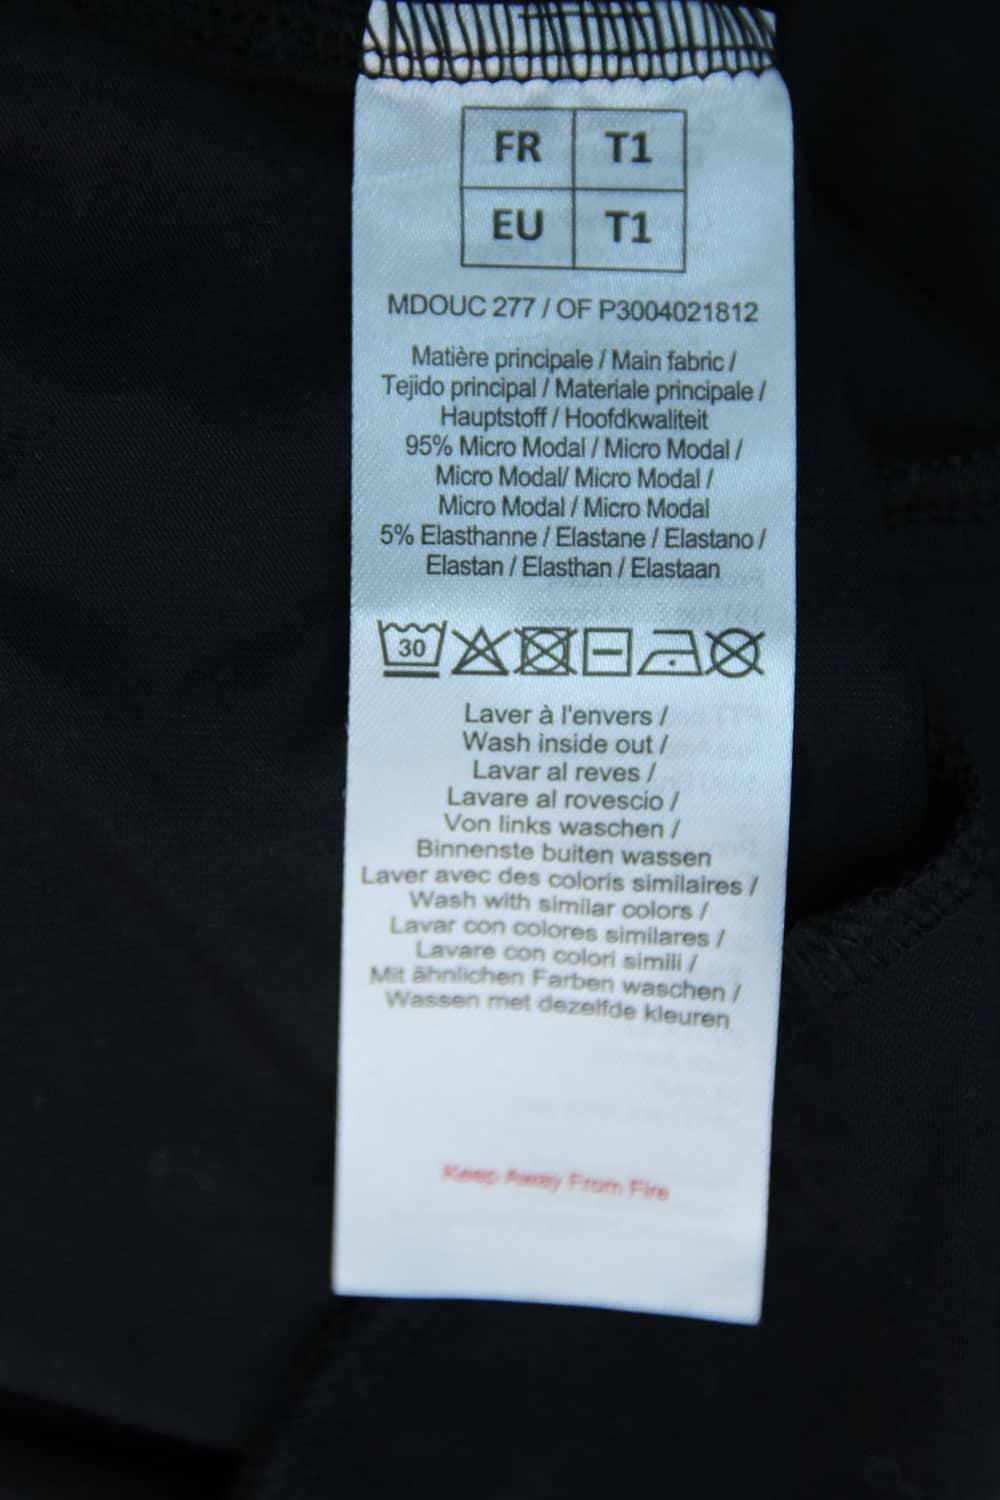 FR T1
EU T1
MDOUC 277 / OF P3004021812
Matière principale / Main fabric /
Tejido principal / Materiale principale /
Hauptstoff / Hoofdkwaliteit
95% Micro Modal / Micro Modal /
Micro Modal/ Micro Modal /
Micro Modal / Micro Modal
5% Elasthanne / Elastane / Elastano /
Elastan / Elasthan / Elastaan
30
Laver à l'envers /
Wash inside out /
Lavar al reves /
Lavare al rovescio /
Von links waschen /
Binnenste buiten wassen
Laver avec des coloris similaires /
Wash with similar colors /
Lavar con colores similares /
Lavare con colori simili /
Mit ähnlichen Farben waschen /
Wassen met dezelfde kleuren
Keep Away From Fire